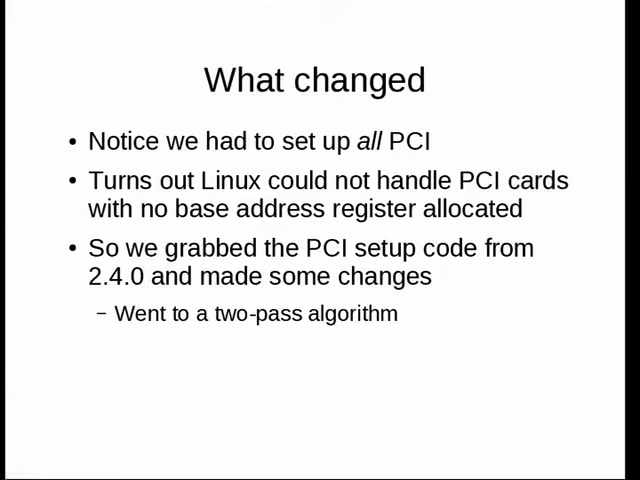 What changed
• Notice we had to set up all PCI
• Turns out Linux could not handle PCI cards
with no base address register allocated
• So we grabbed the PCI setup code from
2.4.0 and made some changes
– Went to a two-pass algorithm